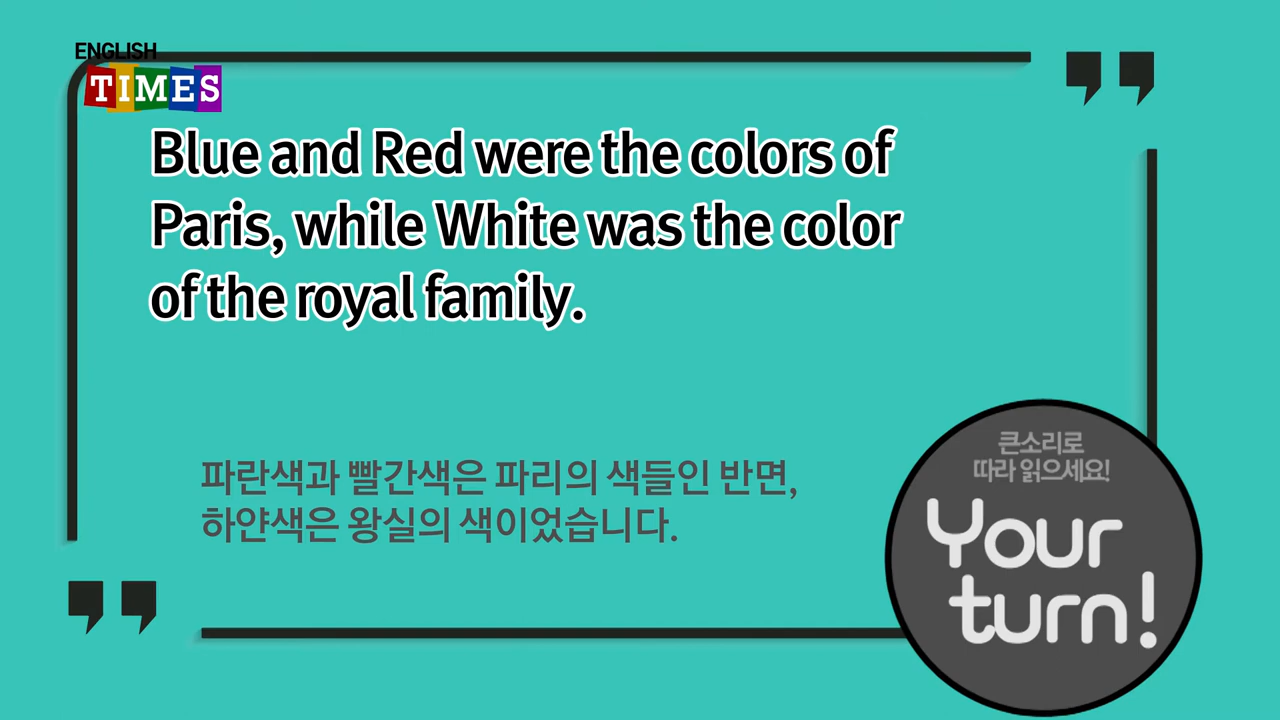 ENGLISH
TIMES
Blue and Red were the colors of
Paris, while White was the color
of the royal family.
파란색과 빨간색은 파리의 색들인 반면,
하얀색은 왕실의 색이었습니다.
큰소리로
따라 읽으세요!
Your
turn!